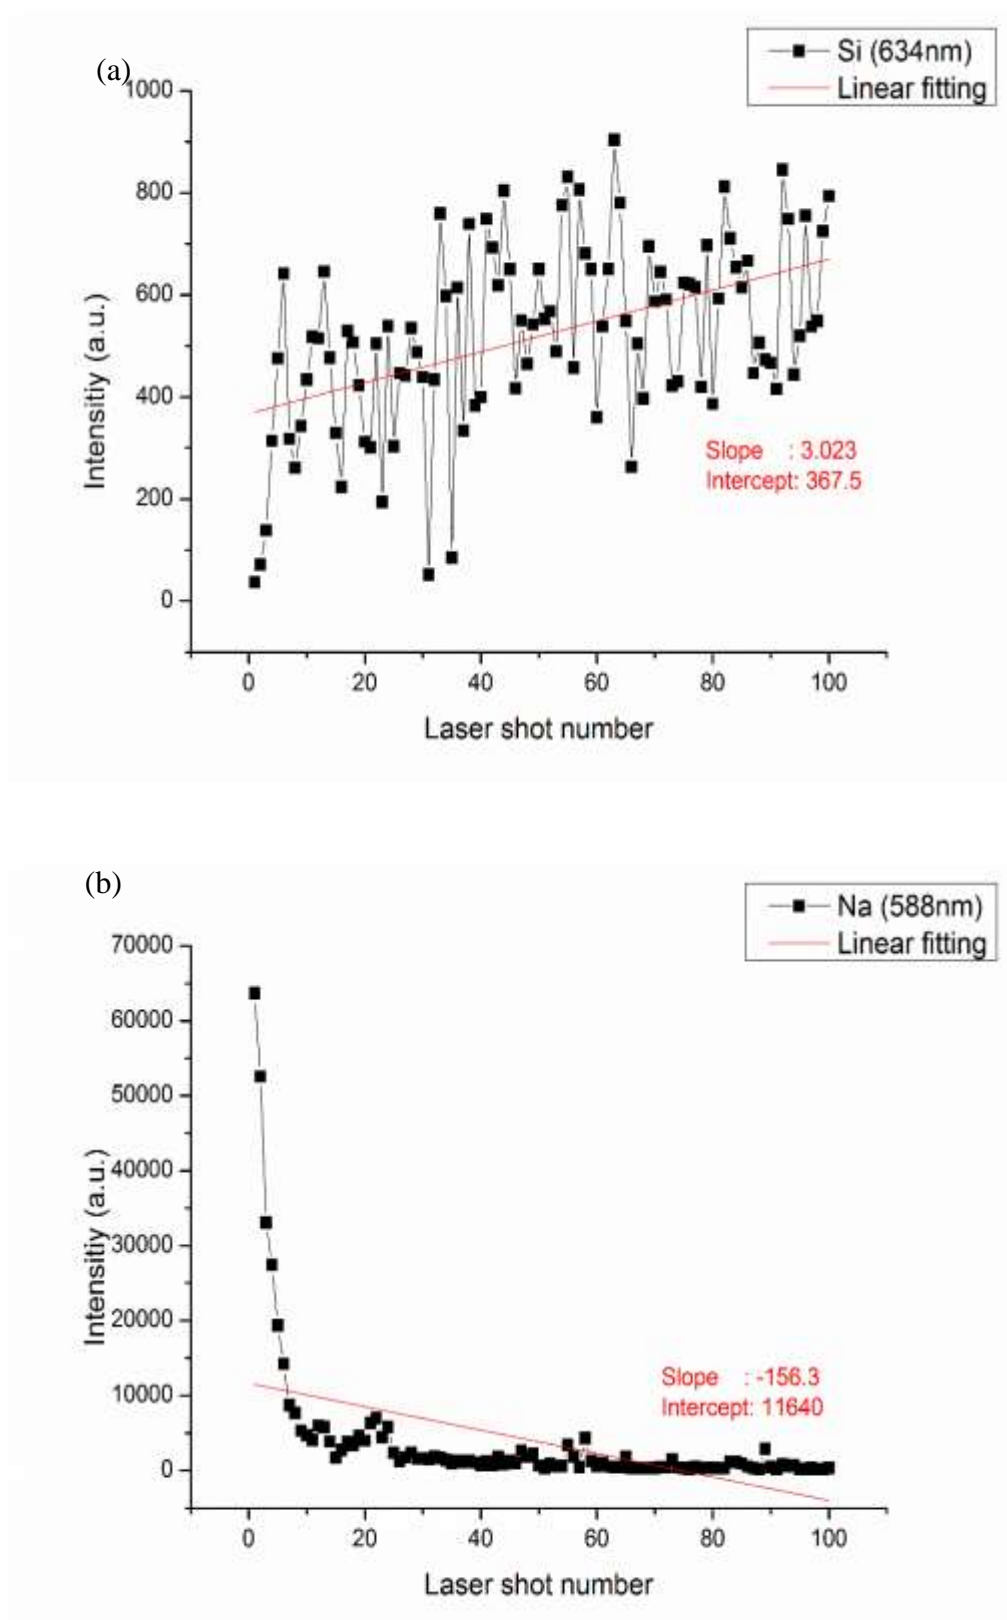 (a)
Si (634nm)
Linear fitting
1000
800
600
400
200
0
Intensitiy (a.u.)
Slope : 3.023
Intercept: 367.5
0 20 40 60 80 100
Laser shot number
(b)
Na (588nm)
Linear fitting
70000
60000
50000
40000
30000
20000
10000
0
Intensitiy (a.u.)
Slope : -156.3
Intercept: 11640
0 20 40 60 80 100
Laser shot number